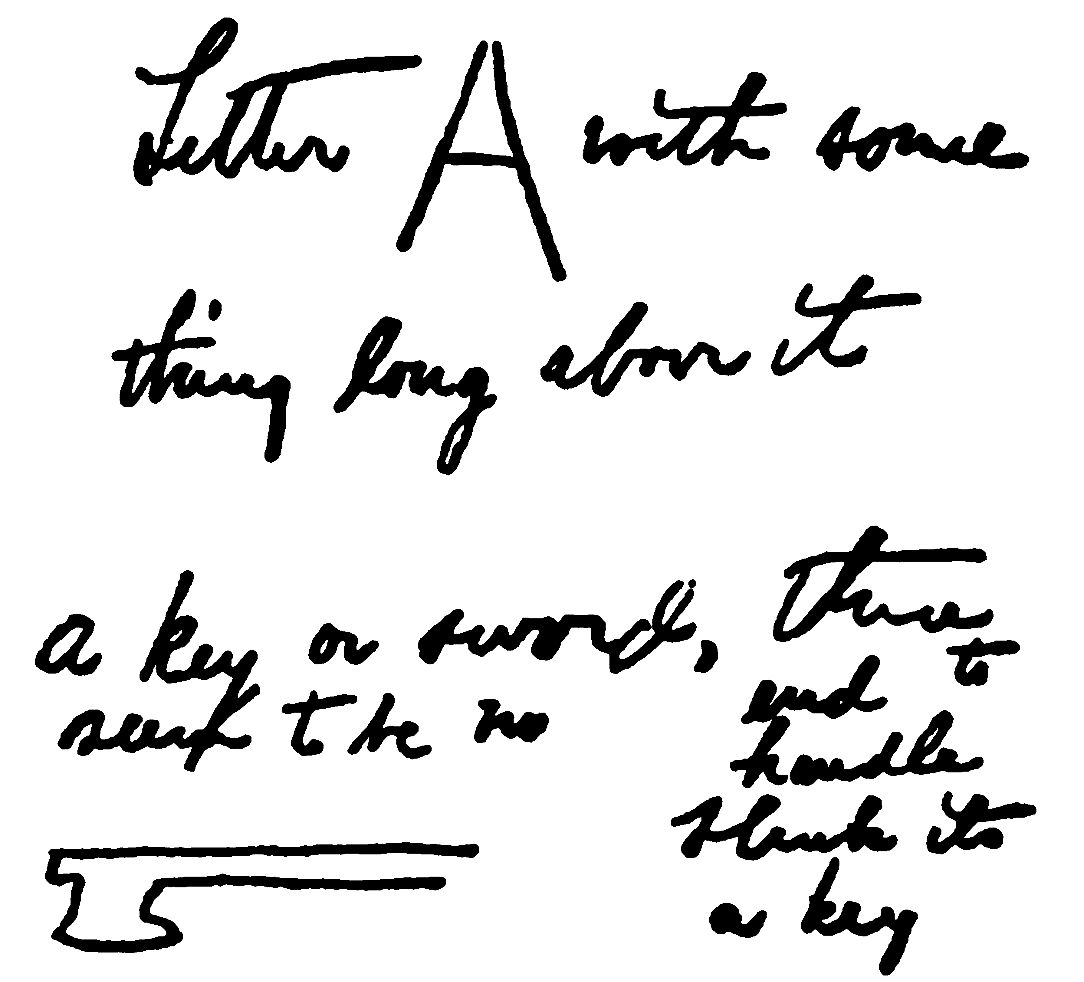 Letter A with some
thing long above it
a key or sword, there
seems to be no end to
handle
I think its
a key